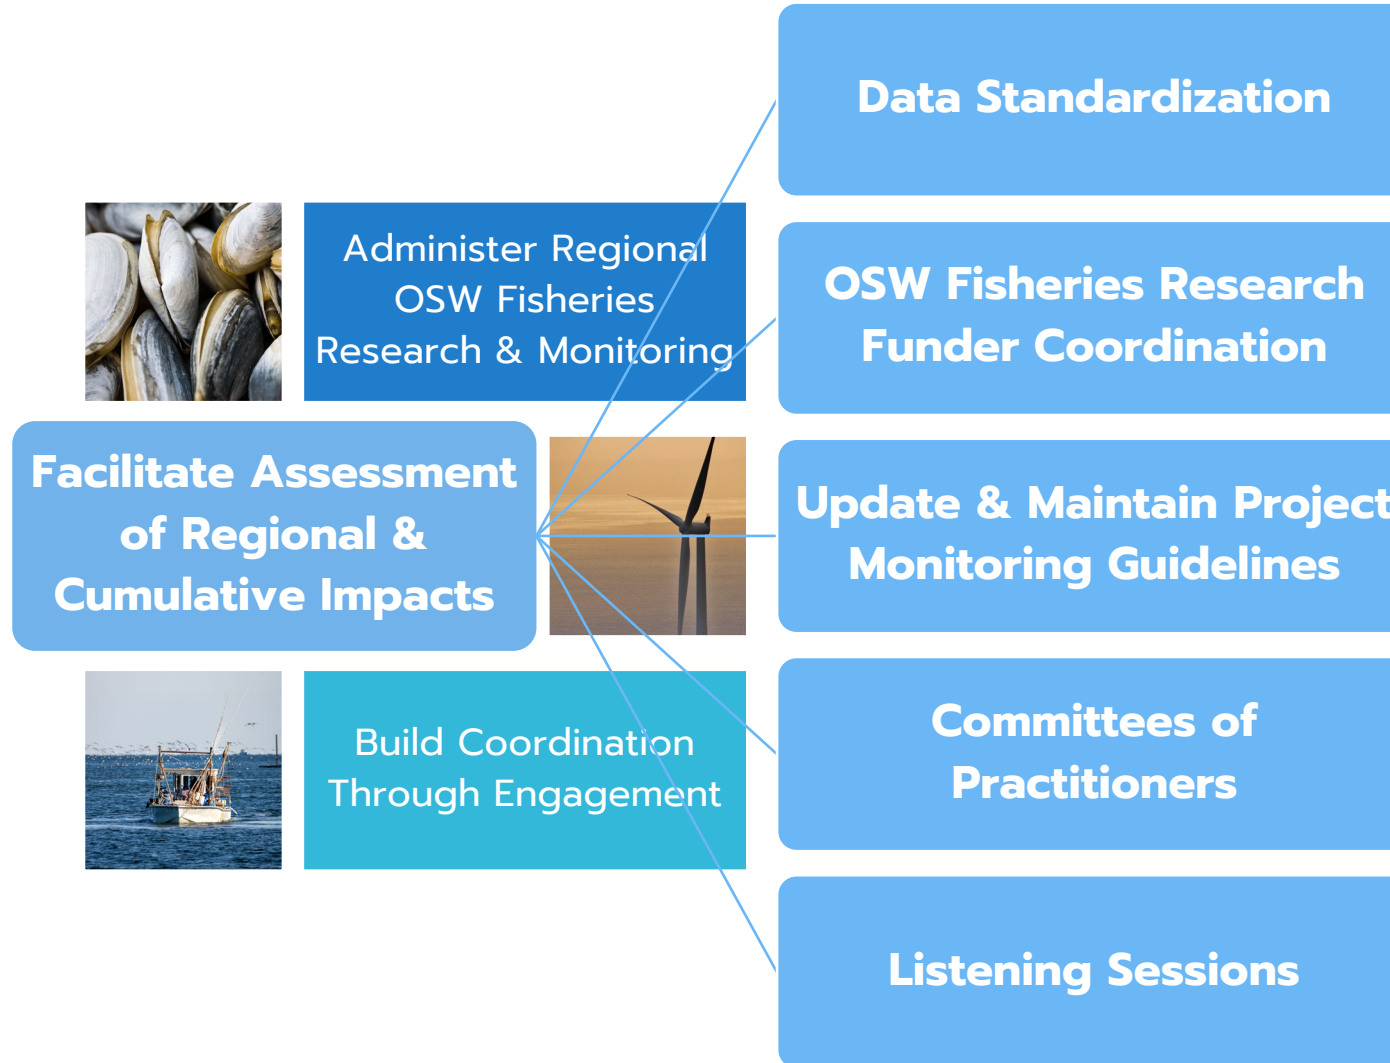 Administer Regional
OSW Fisheries
Research & Monitoring
Facilitate Assessment
of Regional &
Cumulative Impacts
Build Coordination
Through Engagement
Data Standardization
OSW Fisheries Research
Funder Coordination
Update & Maintain Project
Monitoring Guidelines
Committees of
Practitioners
Listening Sessions